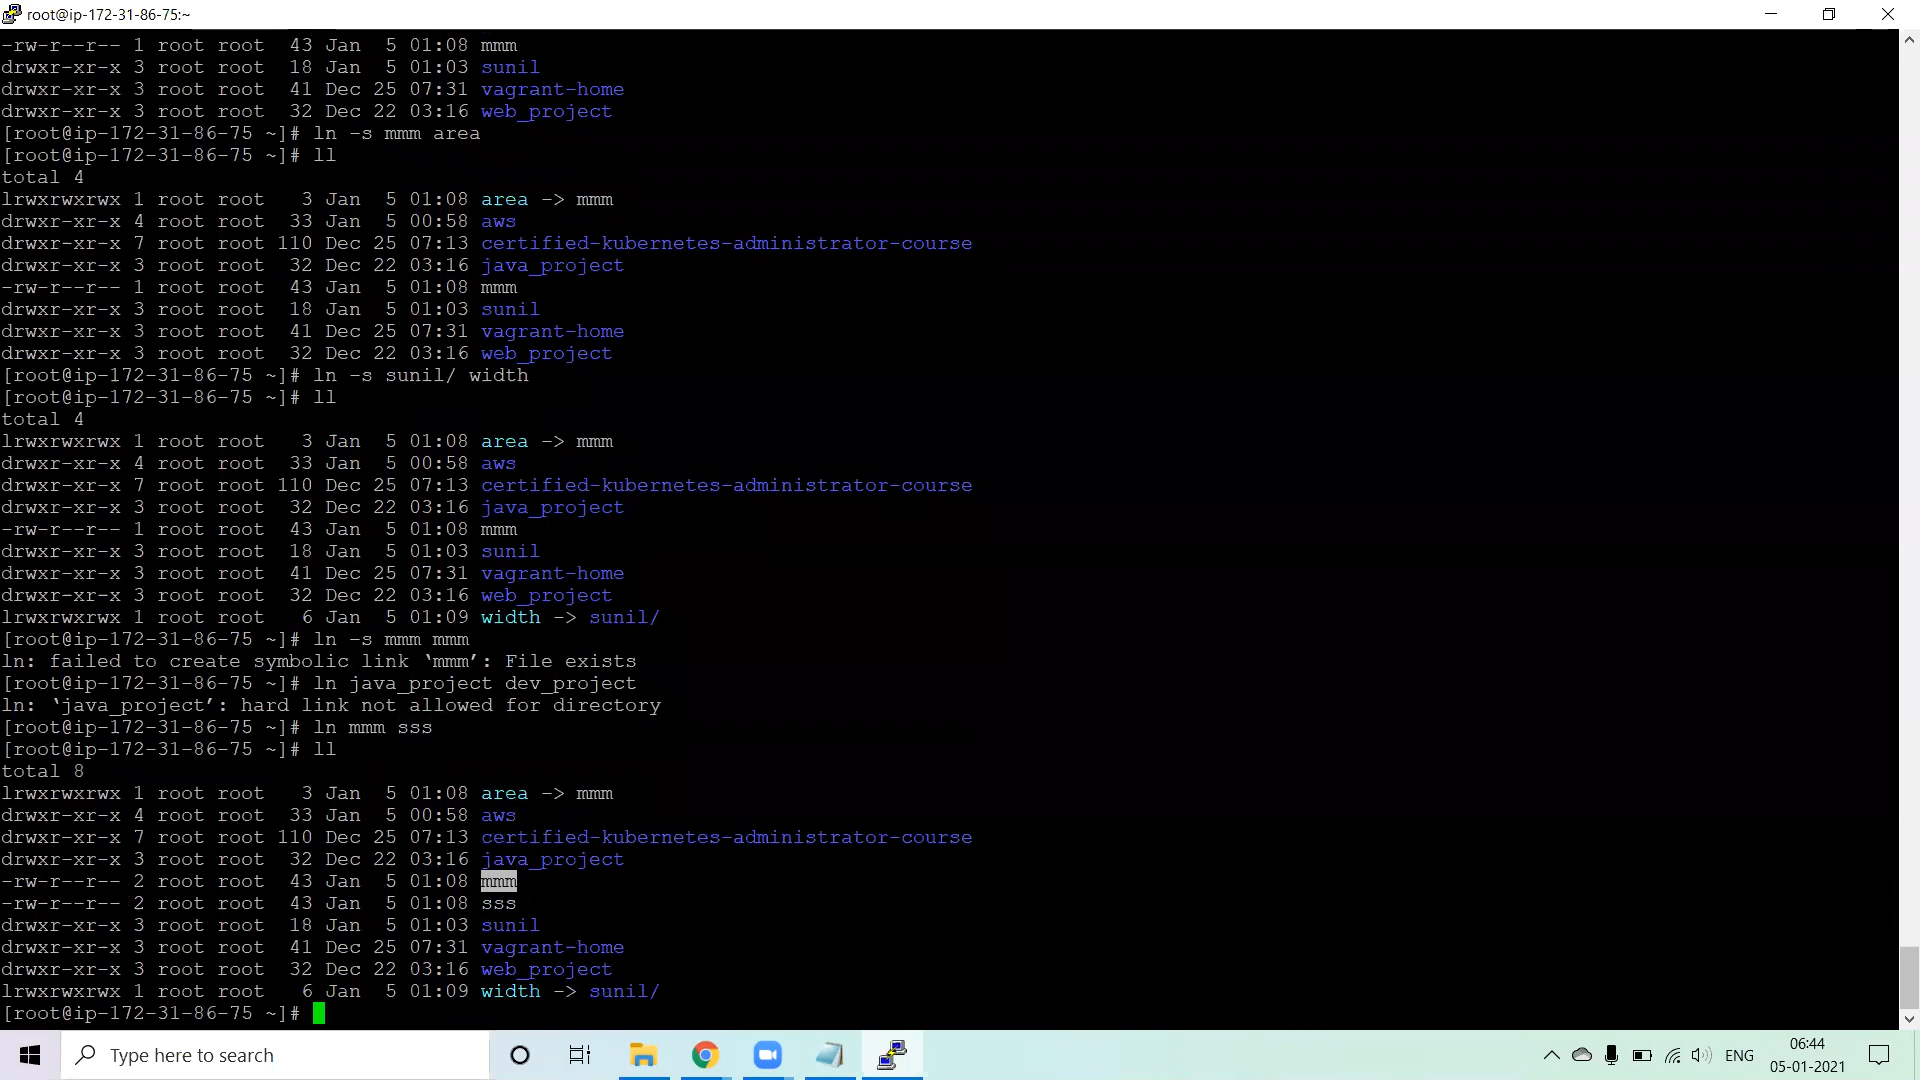 root@ip-172-31-86-75:~
-rw-r--r-- 1 root root  43 Jan  5 01:08 mmm
drwxr-xr-x 3 root root  18 Jan  5 01:03 sunil
drwxr-xr-x 3 root root  41 Dec 25 07:31 vagrant-home
drwxr-xr-x 3 root root  32 Dec 22 03:16 web_project
[root@ip-172-31-86-75 ~]# ln -s mmm area
[root@ip-172-31-86-75 ~]# ll
total 4
lrwxrwxrwx 1 root root   3 Jan  5 01:08 area -> mmm
drwxr-xr-x 4 root root  33 Jan  5 00:58 aws
drwxr-xr-x 7 root root 110 Dec 25 07:13 certified-kubernetes-administrator-course
drwxr-xr-x 3 root root  32 Dec 22 03:16 java_project
-rw-r--r-- 1 root root  43 Jan  5 01:08 mmm
drwxr-xr-x 3 root root  18 Jan  5 01:03 sunil
drwxr-xr-x 3 root root  41 Dec 25 07:31 vagrant-home
drwxr-xr-x 3 root root  32 Dec 22 03:16 web_project
[root@ip-172-31-86-75 ~]# ln -s sunil/ width
[root@ip-172-31-86-75 ~]# ll
total 4
lrwxrwxrwx 1 root root   3 Jan  5 01:08 area -> mmm
drwxr-xr-x 4 root root  33 Jan  5 00:58 aws
drwxr-xr-x 7 root root 110 Dec 25 07:13 certified-kubernetes-administrator-course
drwxr-xr-x 3 root root  32 Dec 22 03:16 java_project
-rw-r--r-- 1 root root  43 Jan  5 01:08 mmm
drwxr-xr-x 3 root root  18 Jan  5 01:03 sunil
drwxr-xr-x 3 root root  41 Dec 25 07:31 vagrant-home
drwxr-xr-x 3 root root  32 Dec 22 03:16 web_project
lrwxrwxrwx 1 root root   6 Jan  5 01:09 width -> sunil/
[root@ip-172-31-86-75 ~]# ln -s mmm mmm
ln: failed to create symbolic link ‘mmm’: File exists
[root@ip-172-31-86-75 ~]# ln java_project dev_project
ln: ‘java_project’: hard link not allowed for directory
[root@ip-172-31-86-75 ~]# ln mmm sss
[root@ip-172-31-86-75 ~]# ll
total 8
lrwxrwxrwx 1 root root   3 Jan  5 01:08 area -> mmm
drwxr-xr-x 4 root root  33 Jan  5 00:58 aws
drwxr-xr-x 7 root root 110 Dec 25 07:13 certified-kubernetes-administrator-course
drwxr-xr-x 3 root root  32 Dec 22 03:16 java_project
-rw-r--r-- 2 root root  43 Jan  5 01:08 mmm
-rw-r--r-- 2 root root  43 Jan  5 01:08 sss
drwxr-xr-x 3 root root  18 Jan  5 01:03 sunil
drwxr-xr-x 3 root root  41 Dec 25 07:31 vagrant-home
drwxr-xr-x 3 root root  32 Dec 22 03:16 web_project
lrwxrwxrwx 1 root root   6 Jan  5 01:09 width -> sunil/
[root@ip-172-31-86-75 ~]#
Type here to search
ENG
06:44
05-01-2021